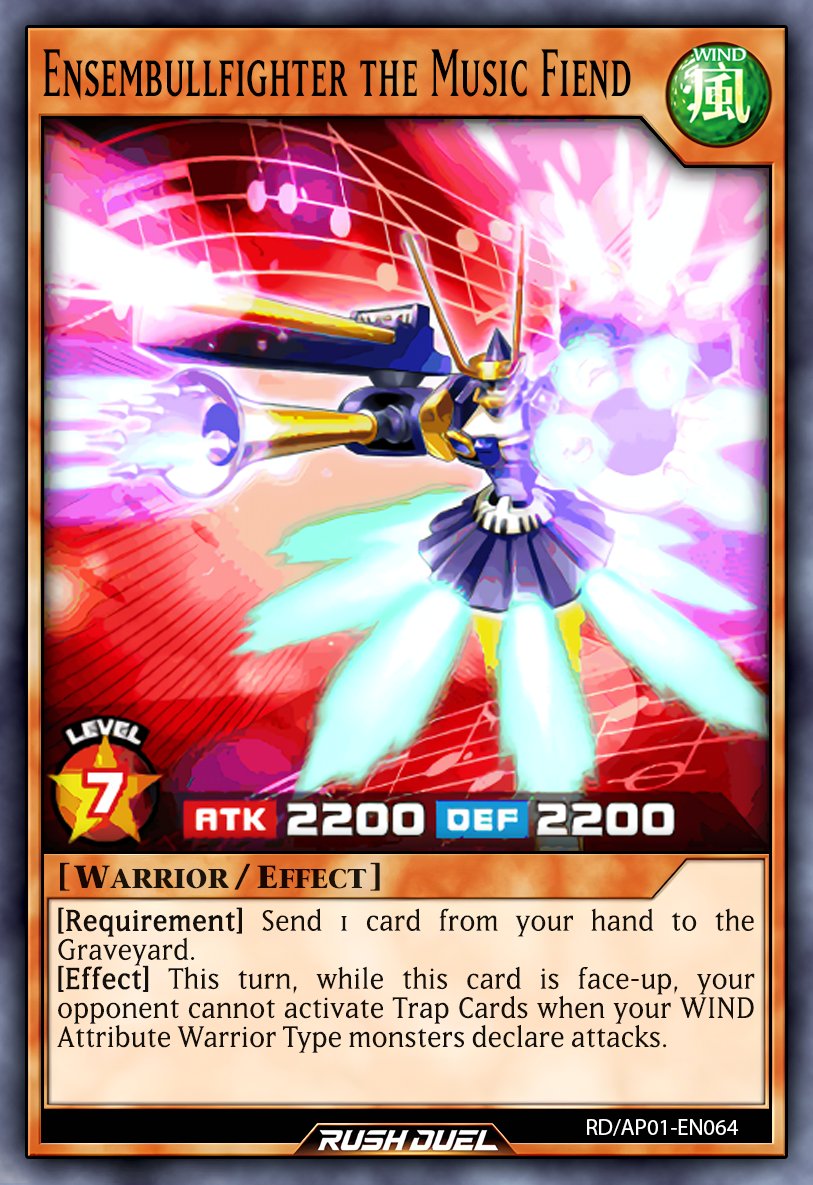 Ensembullfighter the Music Fiend
WIND
風
LEVEL
7
ATK 2200 DEF 2200
[Warrior / Effect]
[Requirement] Send 1 card from your hand to the
Graveyard.
[Effect] This turn, while this card is face-up, your
opponent cannot activate Trap Cards when your WIND
Attribute Warrior Type monsters declare attacks.
RD/AP01-EN064
RUSH DUEL